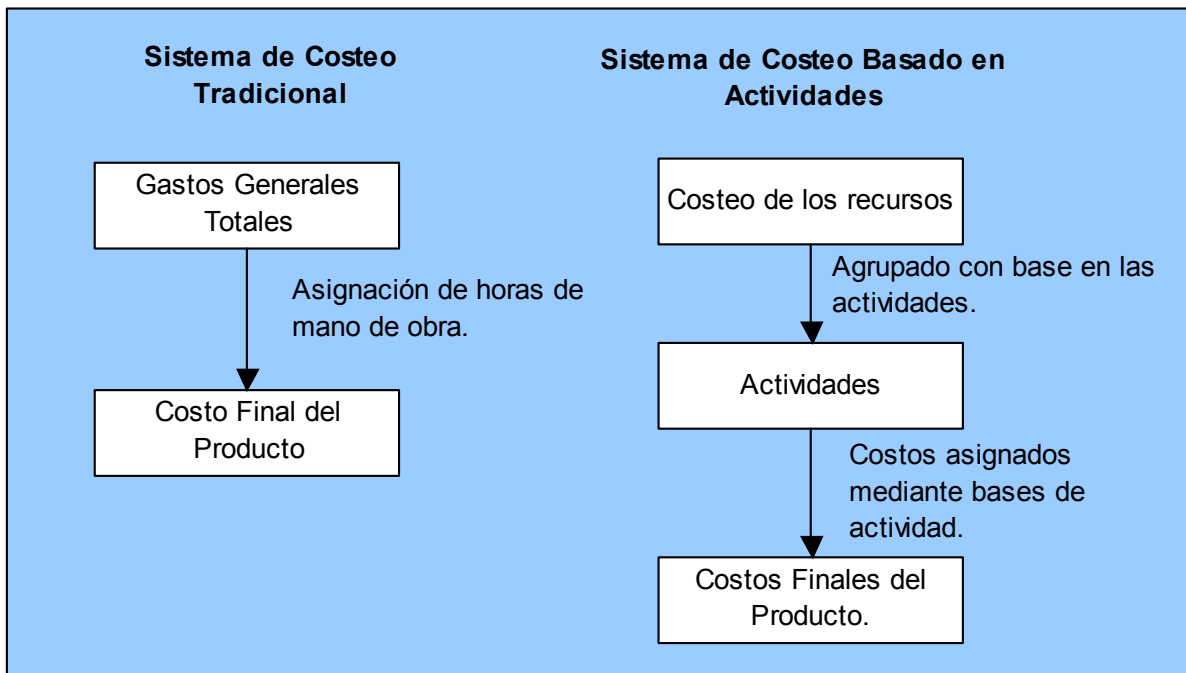 Sistema de Costeo
Tradicional
Gastos Generales
Totales
Asignación de horas de
mano de obra.
Costo Final del
Producto
Sistema de Costeo Basado en
Actividades
Costeo de los recursos
Agrupado con base en las
actividades.
Actividades
Costos asignados
mediante bases de
actividad.
Costos Finales del
Producto.